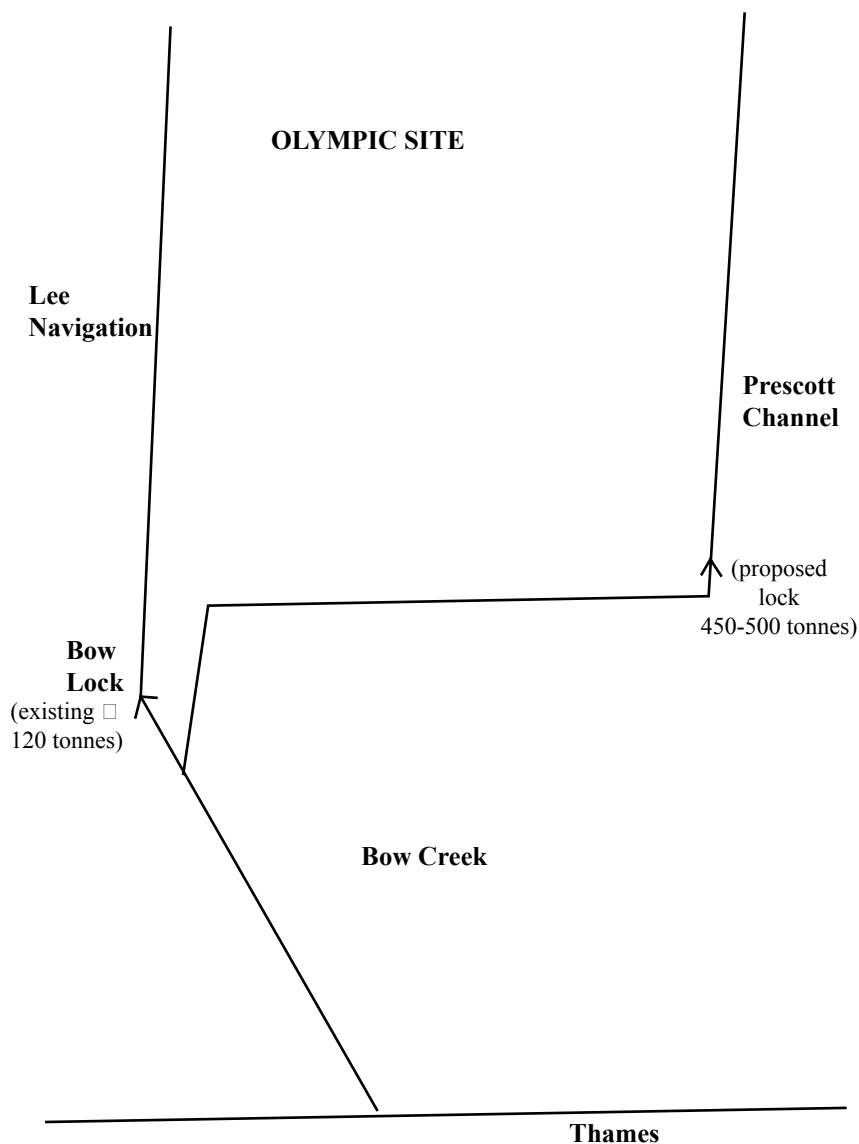 OLYMPIC SITE
Lee
Navigation
Prescott
Channel
(proposed
lock
450-500 tonnes)
Bow
Lock
(existing □
120 tonnes)
Bow Creek
Thames